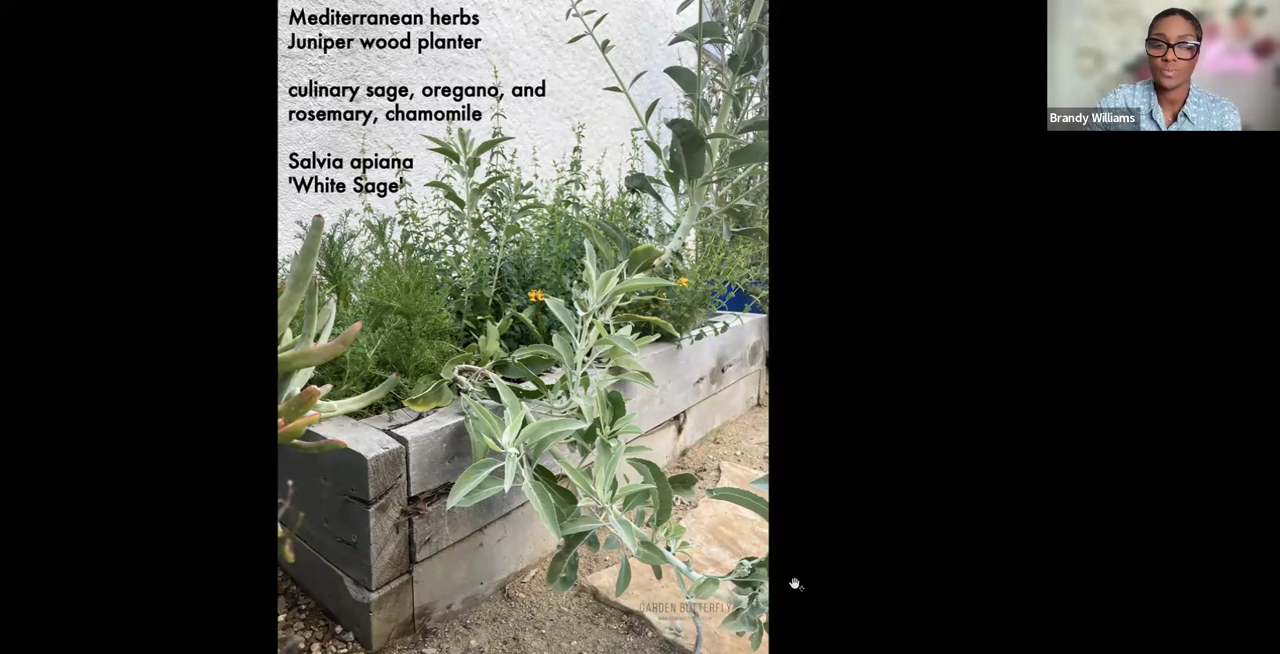 Mediterranean herbs
Juniper wood planter
culinary sage, oregano, and
rosemary, chamomile
Salvia apiana
'White Sage'
Brandy Williams
GARDEN BUTTERFLY